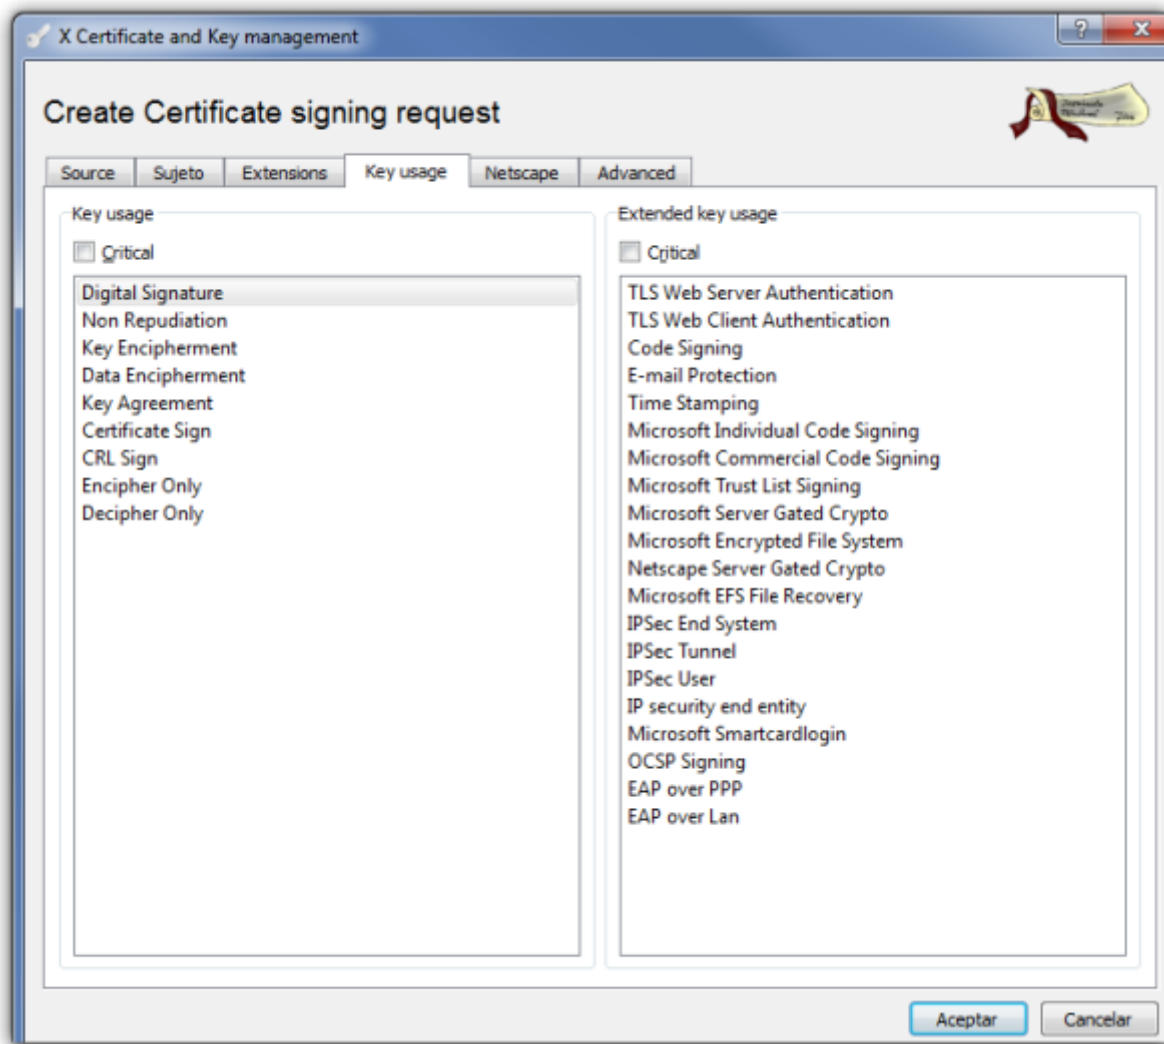 X Certificate and Key management
Create Certificate signing request
Source Sujeto Extensions Key usage Netscape Advanced
Key usage
Critical
Digital Signature
Non Repudiation
Key Encipherment
Data Encipherment
Key Agreement
Certificate Sign
CRL Sign
Encipher Only
Decipher Only
Extended key usage
Critical
TLS Web Server Authentication
TLS Web Client Authentication
Code Signing
E-mail Protection
Time Stamping
Microsoft Individual Code Signing
Microsoft Commercial Code Signing
Microsoft Trust List Signing
Microsoft Server Gated Crypto
Microsoft Encrypted File System
Netscape Server Gated Crypto
Microsoft EFS File Recovery
IPSec End System
IPSec Tunnel
IPSec User
IP security end entity
Microsoft Smartcardlogin
OCSP Signing
EAP over PPP
EAP over Lan
Aceptar Cancelar